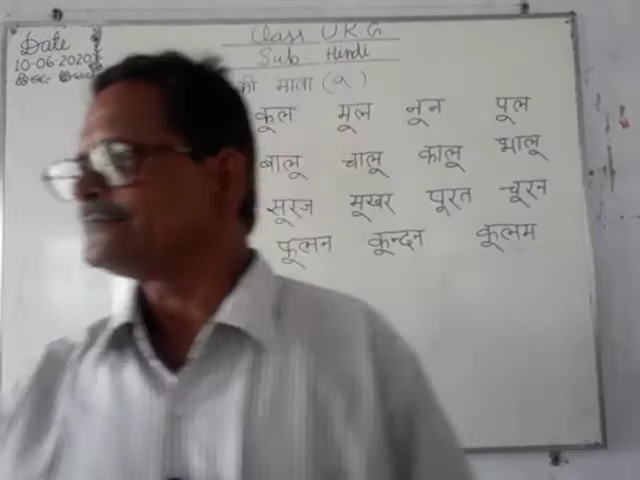 Date
10-06-2020
Class U.K.G
Sub Hindi
की मात्रा ( ू )
कूल मूल नून पूल
बालू चालू कालू भालू
सूरज मूखर पूरत चूरन
फूलन कून्दन कूलम